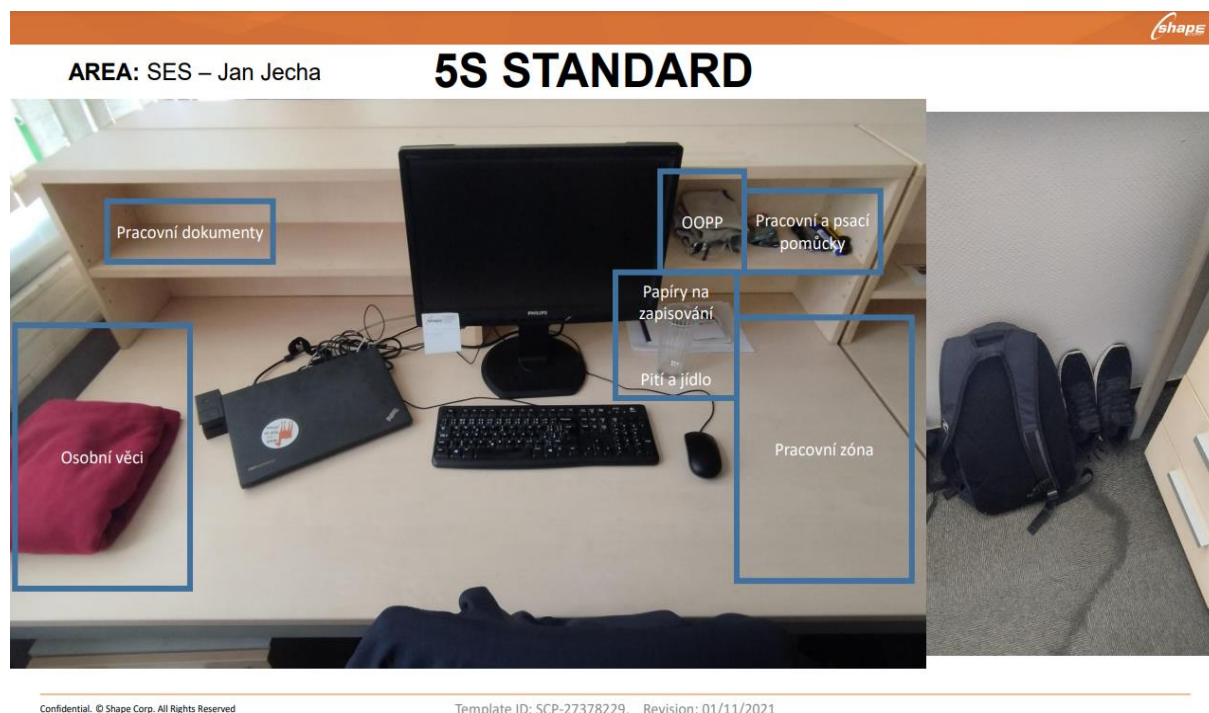 shape
AREA: SES – Jan Jecha
5S STANDARD
Pracovní dokumenty
OOPP
Pracovní a psací
pomůcky
Papíry na
zapisování
Pití a jídlo
PHILIPS
Osobní věci
Pracovní zóna
Confidential. © Shape Corp. All Rights Reserved
Template ID: SCP-27378229, Revision: 01/11/2021